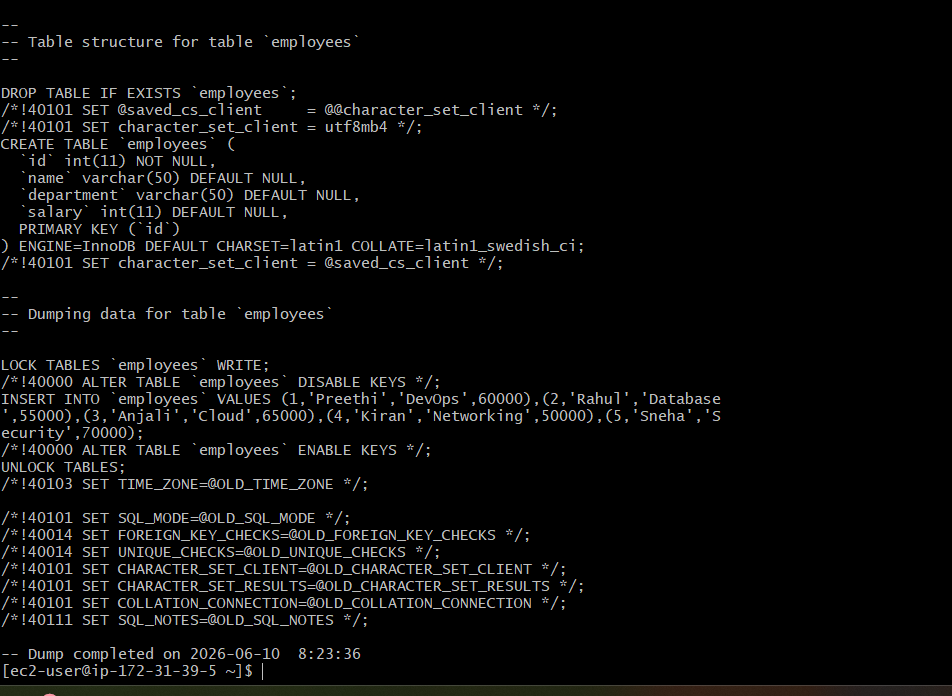 --
-- Table structure for table `employees`
--
DROP TABLE IF EXISTS `employees`;
/*!40101 SET @saved_cs_client     = @@character_set_client */;
/*!40101 SET character_set_client = utf8mb4 */;
CREATE TABLE `employees` (
  `id` int(11) NOT NULL,
  `name` varchar(50) DEFAULT NULL,
  `department` varchar(50) DEFAULT NULL,
  `salary` int(11) DEFAULT NULL,
  PRIMARY KEY (`id`)
) ENGINE=InnoDB DEFAULT CHARSET=latin1 COLLATE=latin1_swedish_ci;
/*!40101 SET character_set_client = @saved_cs_client */;
--
-- Dumping data for table `employees`
--
LOCK TABLES `employees` WRITE;
/*!40000 ALTER TABLE `employees` DISABLE KEYS */;
INSERT INTO `employees` VALUES (1,'Preethi','DevOps',60000),(2,'Rahul','Database
',55000),(3,'Anjali','Cloud',65000),(4,'Kiran','Networking',50000),(5,'Sneha','S
ecurity',70000);
/*!40000 ALTER TABLE `employees` ENABLE KEYS */;
UNLOCK TABLES;
/*!40103 SET TIME_ZONE=@OLD_TIME_ZONE */;
/*!40101 SET SQL_MODE=@OLD_SQL_MODE */;
/*!40014 SET FOREIGN_KEY_CHECKS=@OLD_FOREIGN_KEY_CHECKS */;
/*!40014 SET UNIQUE_CHECKS=@OLD_UNIQUE_CHECKS */;
/*!40101 SET CHARACTER_SET_CLIENT=@OLD_CHARACTER_SET_CLIENT */;
/*!40101 SET CHARACTER_SET_RESULTS=@OLD_CHARACTER_SET_RESULTS */;
/*!40101 SET COLLATION_CONNECTION=@OLD_COLLATION_CONNECTION */;
/*!40111 SET SQL_NOTES=@OLD_SQL_NOTES */;
-- Dump completed on 2026-06-10  8:23:36
[ec2-user@ip-172-31-39-5 ~]$